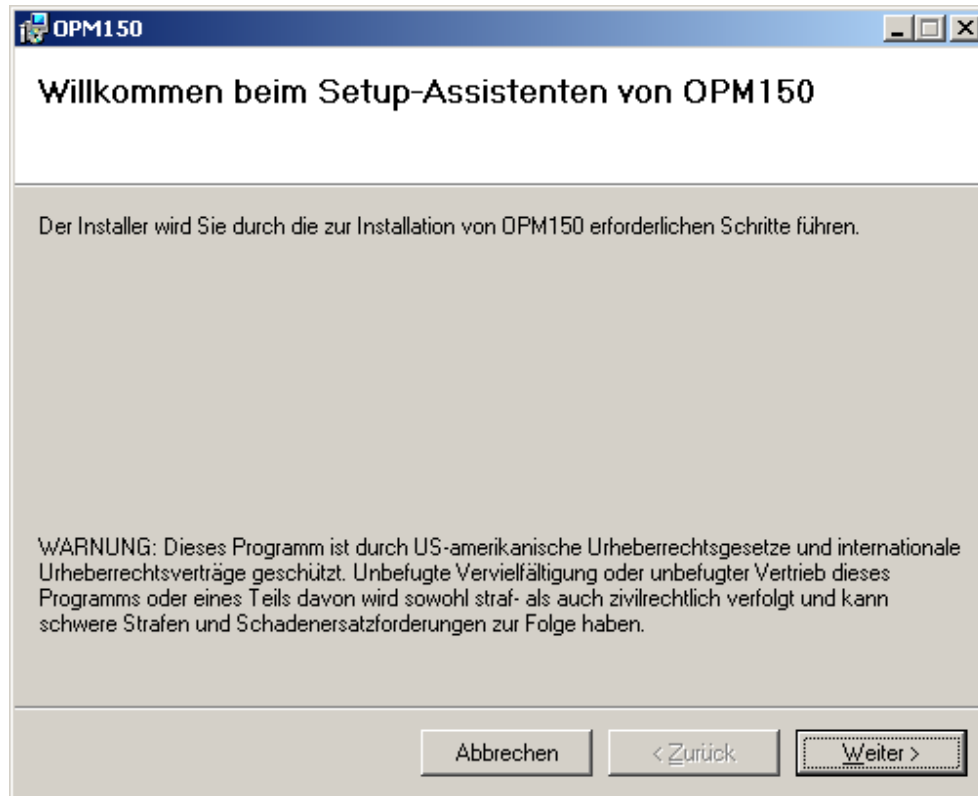 OPM150
Willkommen beim Setup-Assistenten von OPM150
Der Installer wird Sie durch die zur Installation von OPM150 erforderlichen Schritte führen.
WARNUNG: Dieses Programm ist durch US-amerikanische Urheberrechtsgesetze und internationale
Urheberrechtsverträge geschützt. Unbefugte Vervielfältigung oder unbefugter Vertrieb dieses
Programms oder eines Teils davon wird sowohl straf- als auch zivilrechtlich verfolgt und kann
schwere Strafen und Schadenersatzforderungen zur Folge haben.
Abbrechen < Zurück Weiter >